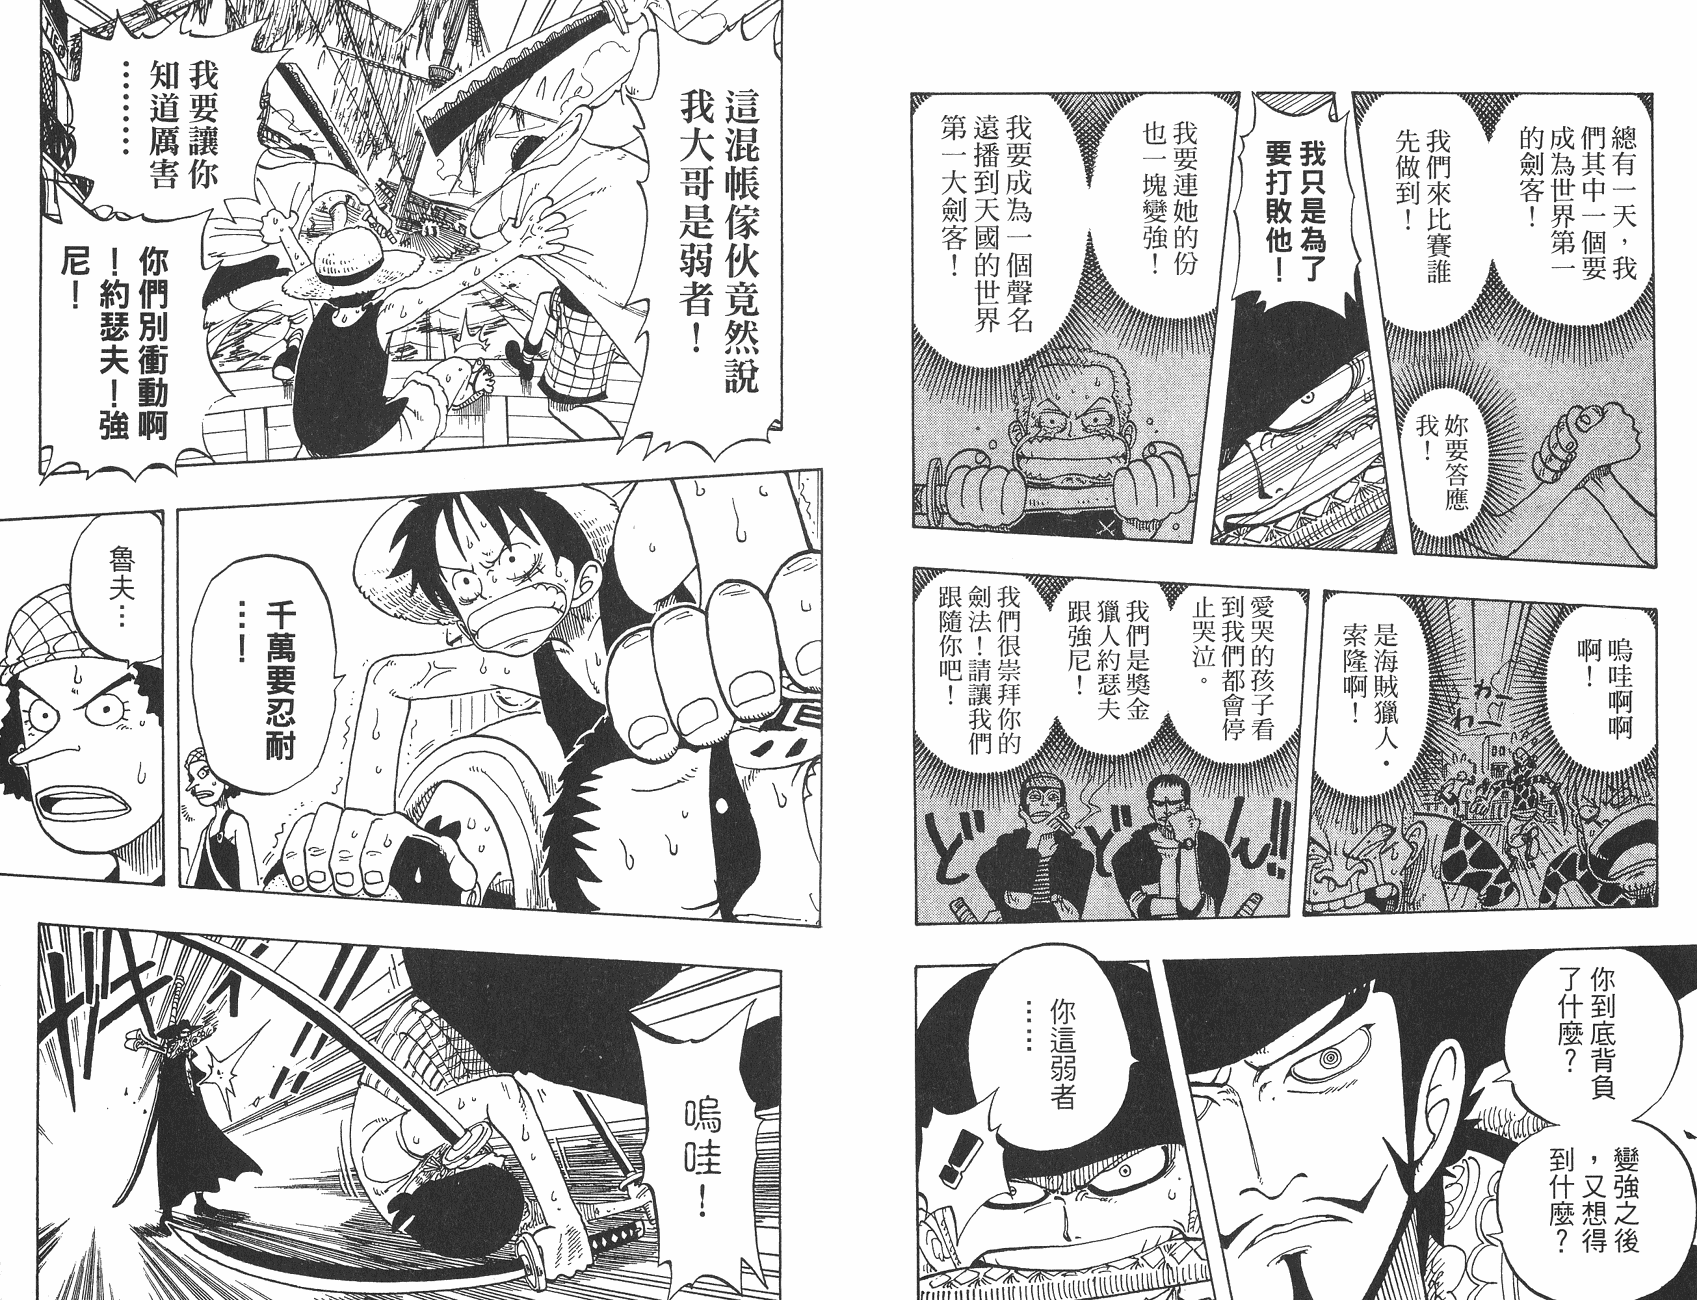 總有一天，我
們其中一個要
成為世界第一
的劍客！
我們來比賽誰
先做到！
妳要答應
我！
我只是為了
要打敗他！
我要連她的份
也一塊變強！
我要成為一個聲名
遠播到天國的世界
第一大劍客！
嗚哇啊啊
啊！
わー
わー
是海賊獵人．
索隆啊！
愛哭的孩子看
到我們都會停
止哭泣。
我們是獎金
獵人約瑟夫
跟強尼！
我們很崇拜你的
劍法！請讓我們
跟隨你吧！
どどん!!
你到底背負
了什麼？
變強之後
，又想得
到什麼？
你這弱者
……
！
這混帳傢伙竟然說
我大哥是弱者！
我要讓你
知道厲害
………
你們別衝動啊
！約瑟夫！強
尼！
千萬要忍耐
…！
魯夫…
嗚哇！
ギギン